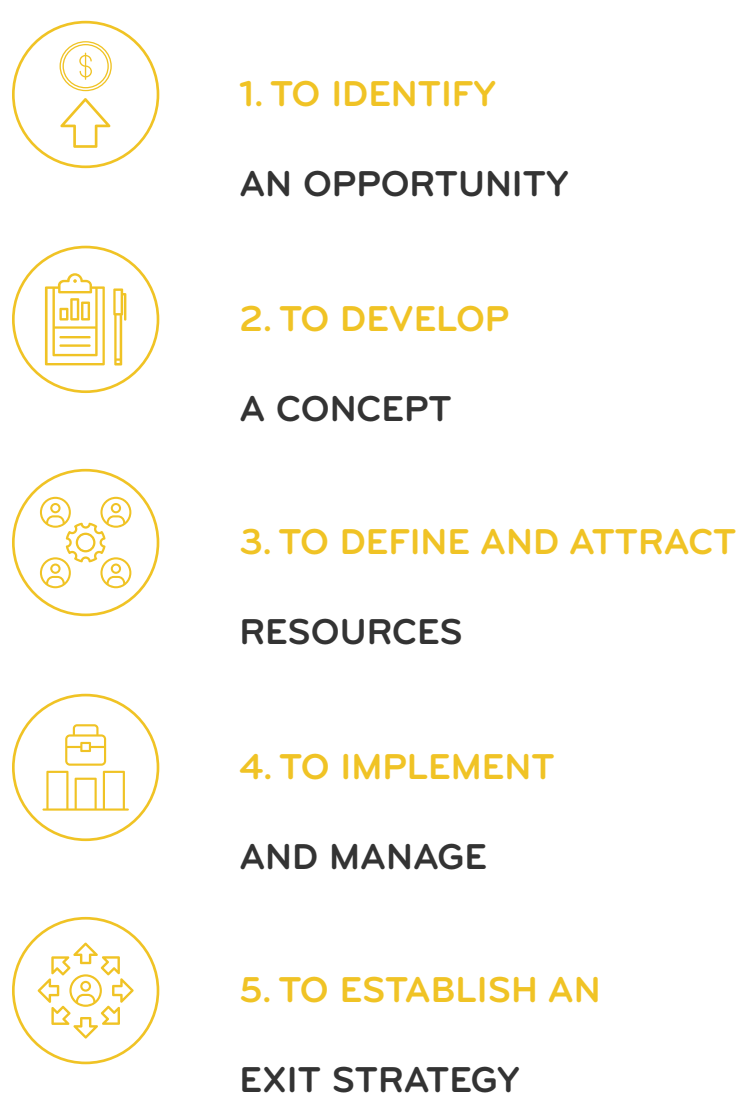 $
1. TO IDENTIFY
AN OPPORTUNITY
2. TO DEVELOP
A CONCEPT
3. TO DEFINE AND ATTRACT
RESOURCES
4. TO IMPLEMENT
AND MANAGE
5. TO ESTABLISH AN
EXIT STRATEGY